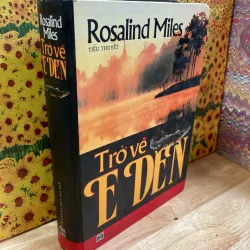 Rosalind Miles
TIỂU THUYẾT
Trở về
E DEN
Rosalind
Miles
Trở về
E DEN